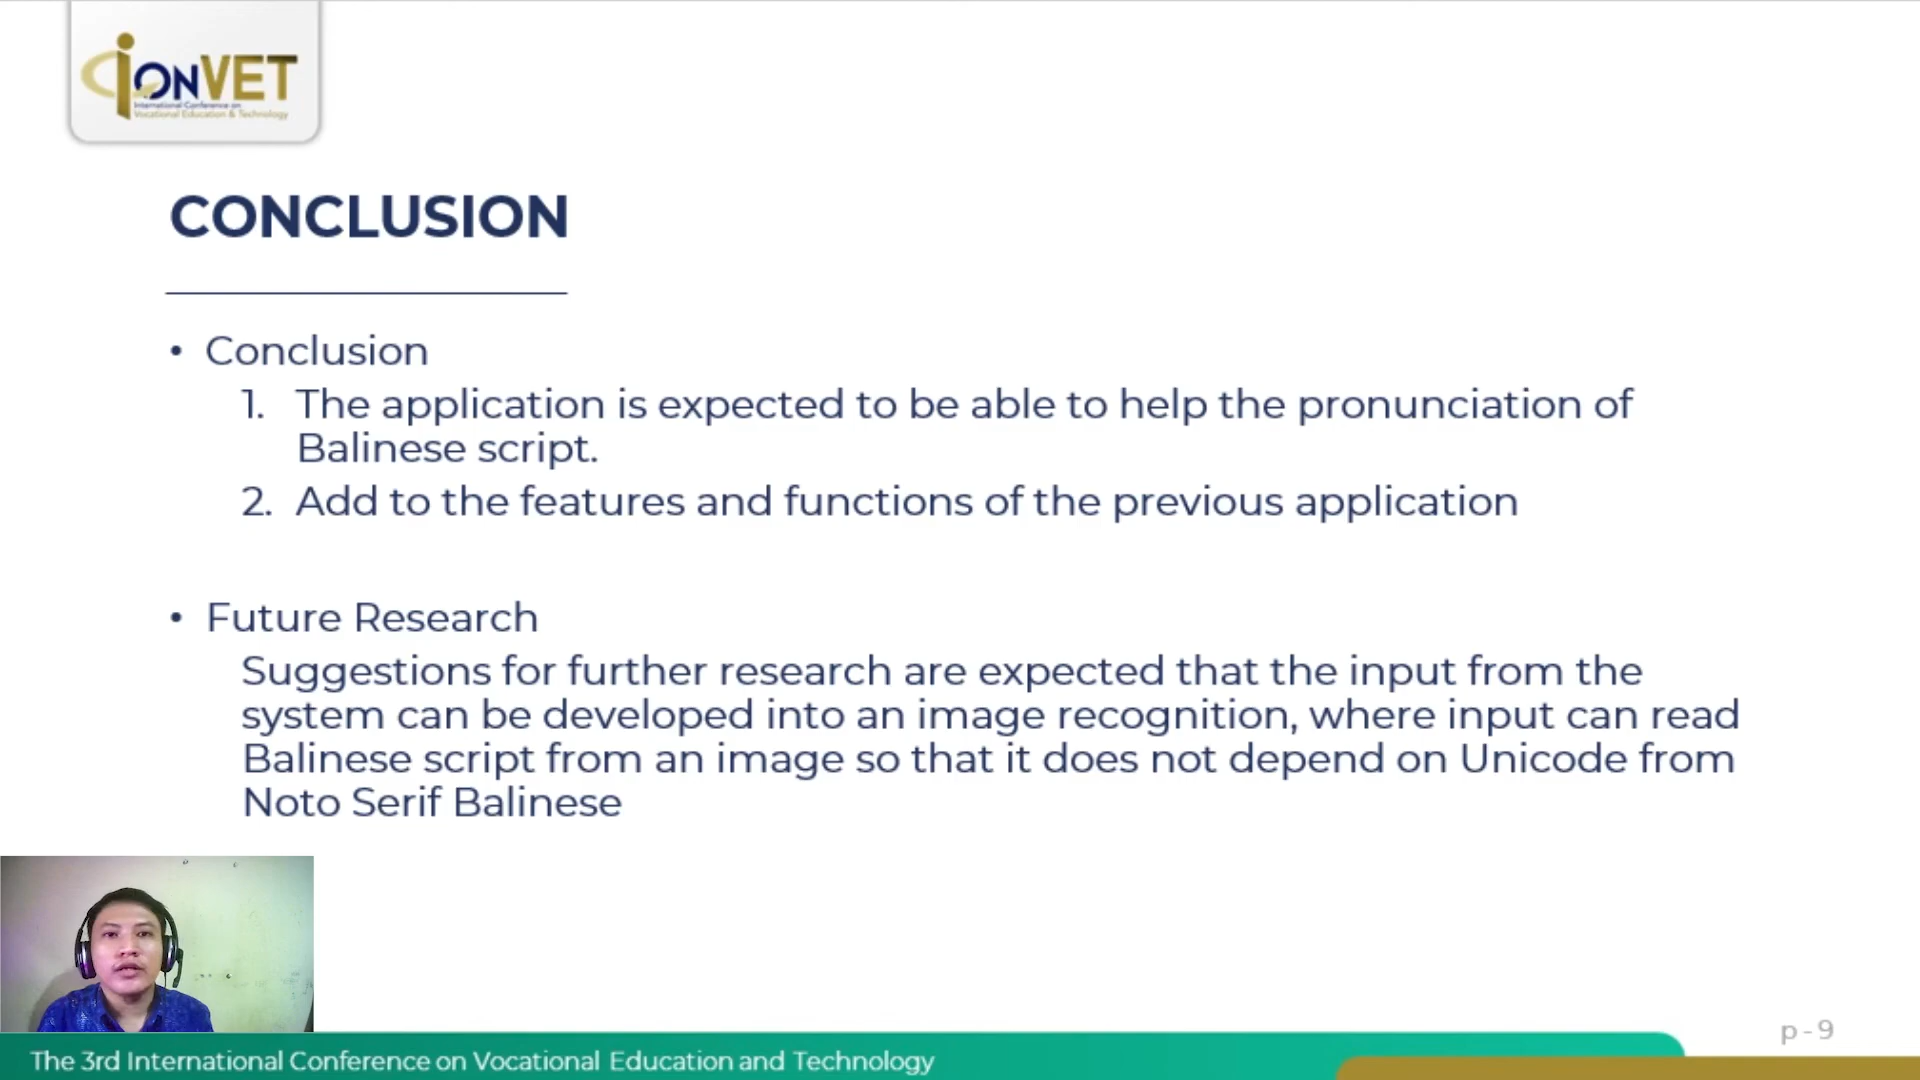 iConVET
International Conference on
Vocational Education & Technology
CONCLUSION
• Conclusion
1. The application is expected to be able to help the pronunciation of
Balinese script.
2. Add to the features and functions of the previous application
• Future Research
Suggestions for further research are expected that the input from the
system can be developed into an image recognition, where input can read
Balinese script from an image so that it does not depend on Unicode from
Noto Serif Balinese
p - 9
The 3rd International Conference on Vocational Education and Technology